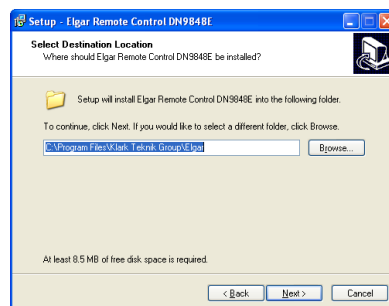 Setup - Elgar Remote Control DN9848E
Select Destination Location
Where should Elgar Remote Control DN9848E be installed?
Setup will install Elgar Remote Control DN9848E into the following folder.
To continue, click Next. If you would like to select a different folder, click Browse.
C:\Program Files\Klark Teknik Group\Elgar
Browse...
At least 8.5 MB of free disk space is required.
< Back
Next >
Cancel